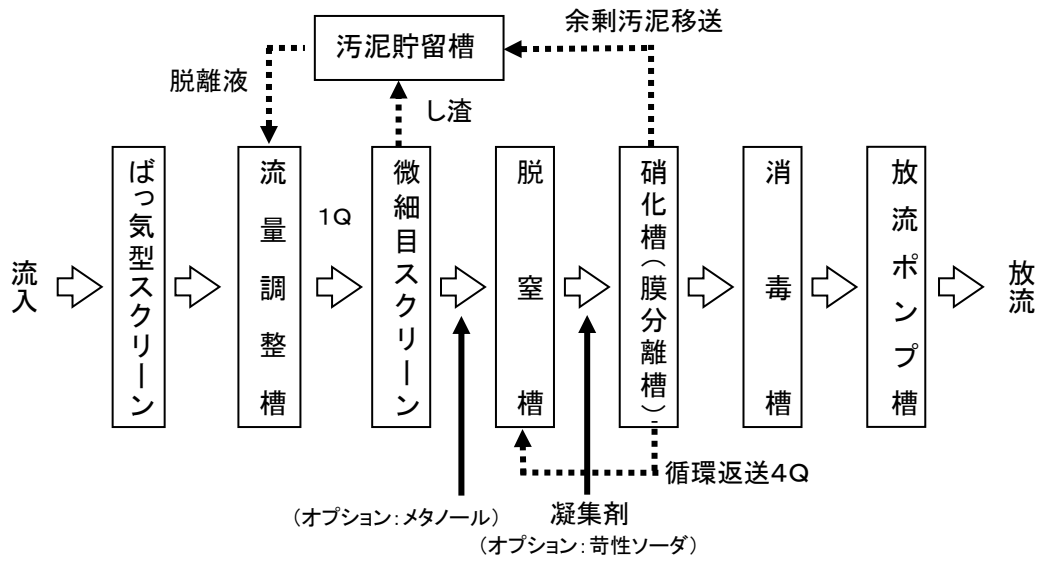 余剰汚泥移送
汚泥貯留槽
脱離液
し渣
流入
ばっ気型スクリーン
流量調整槽
1Q
微細目スクリーン
脱窒槽
硝化槽(膜分離槽)
消毒槽
放流ポンプ槽
放流
循環返送4Q
(オプション:メタノール)
凝集剤
(オプション:苛性ソーダ)